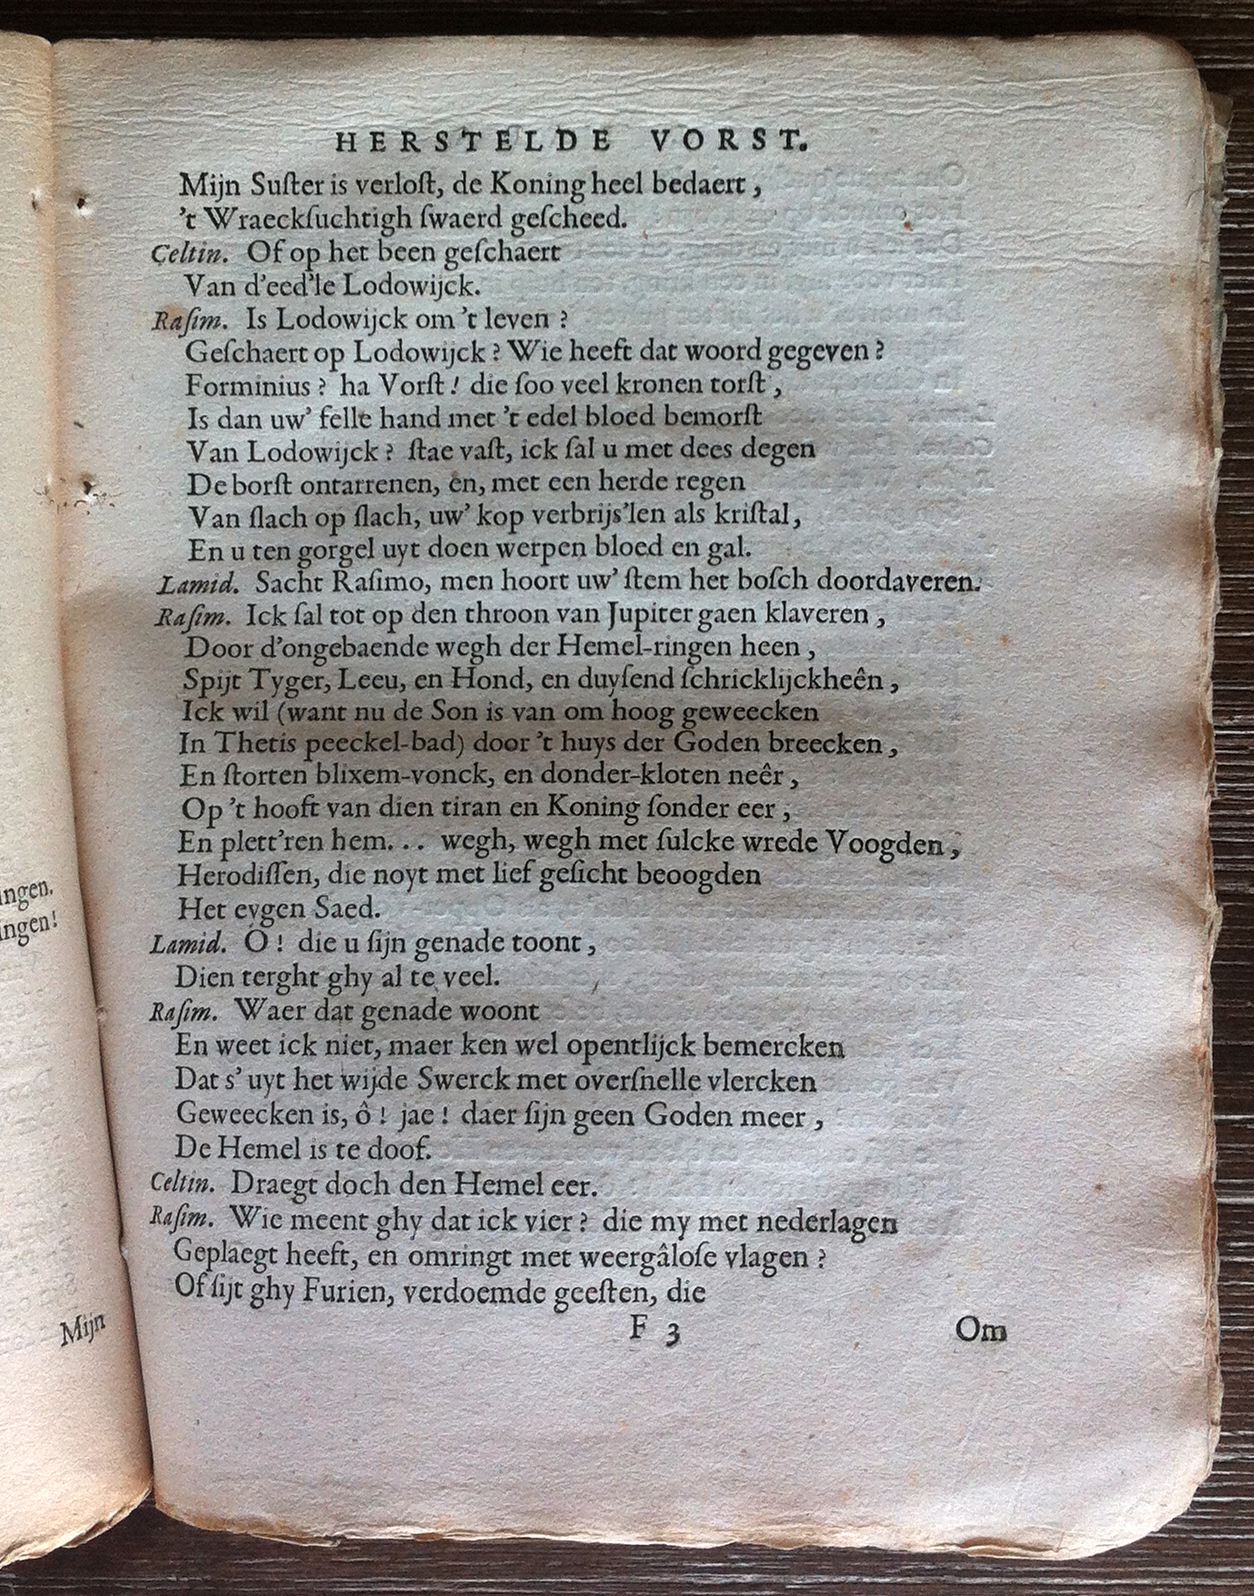 HERSTELDE VORST.
Mijn Suſter is verloſt, de Koning heel bedaert,
't Wraeckſuchtigh ſwaerd geſcheed.
Celtin. Of op het been geſchaert
Van d'eed'le Lodowijck.
Raſim. Is Lodowijck om 't leven?
Geſchaert op Lodowijck? Wie heeft dat woord gegeven?
Forminius? ha Vorſt! die ſoo veel kronen torſt,
Is dan uw' felle hand met 't edel bloed bemorſt
Van Lodowijck? ſtae vaſt, ick ſal u met dees degen
De borſt ontarrenen, en, met een herde regen
Van ſlach op ſlach, uw' kop verbrijs'len als kriſtal,
En u ten gorgel uyt doen werpen bloed en gal.
Lamid. Sacht Raſimo, men hoort uw' ſtem het boſch doordaveren.
Raſim. Ick ſal tot op den throon van Jupiter gaen klaveren,
Door d'ongebaende wegh der Hemel-ringen heen,
Spijt Tyger, Leeu, en Hond, en duyſend ſchricklijckheên,
Ick wil (want nu de Son is van om hoog geweecken
In Thetis peeckel-bad) door 't huys der Goden breecken,
En ſtorten blixem-vonck, en donder-kloten neêr,
Op 't hooft van dien tiran en Koning ſonder eer,
En plett'ren hem... wegh, wegh met ſulcke wrede Voogden,
Herodiſſen, die noyt met lief geſicht beoogden
Het eygen Saed.
Lamid. O! die u ſijn genade toont,
Dien terght ghy al te veel.
Raſim. Waer dat genade woont
En weet ick niet, maer ken wel opentlijck bemercken
Dat s' uyt het wijde Swerck met overſnelle vlercken
Geweecken is, ô! jae! daer ſijn geen Goden meer,
De Hemel is te doof.
Celtin. Draegt doch den Hemel eer.
Raſim. Wie meent ghy dat ick vier? die my met nederlagen
Geplaegt heeft, en omringt met weergâloſe vlagen?
Of ſijt ghy Furien, verdoemde geeſten, die
F 3 Om
ingen.
ingen!
Mijn